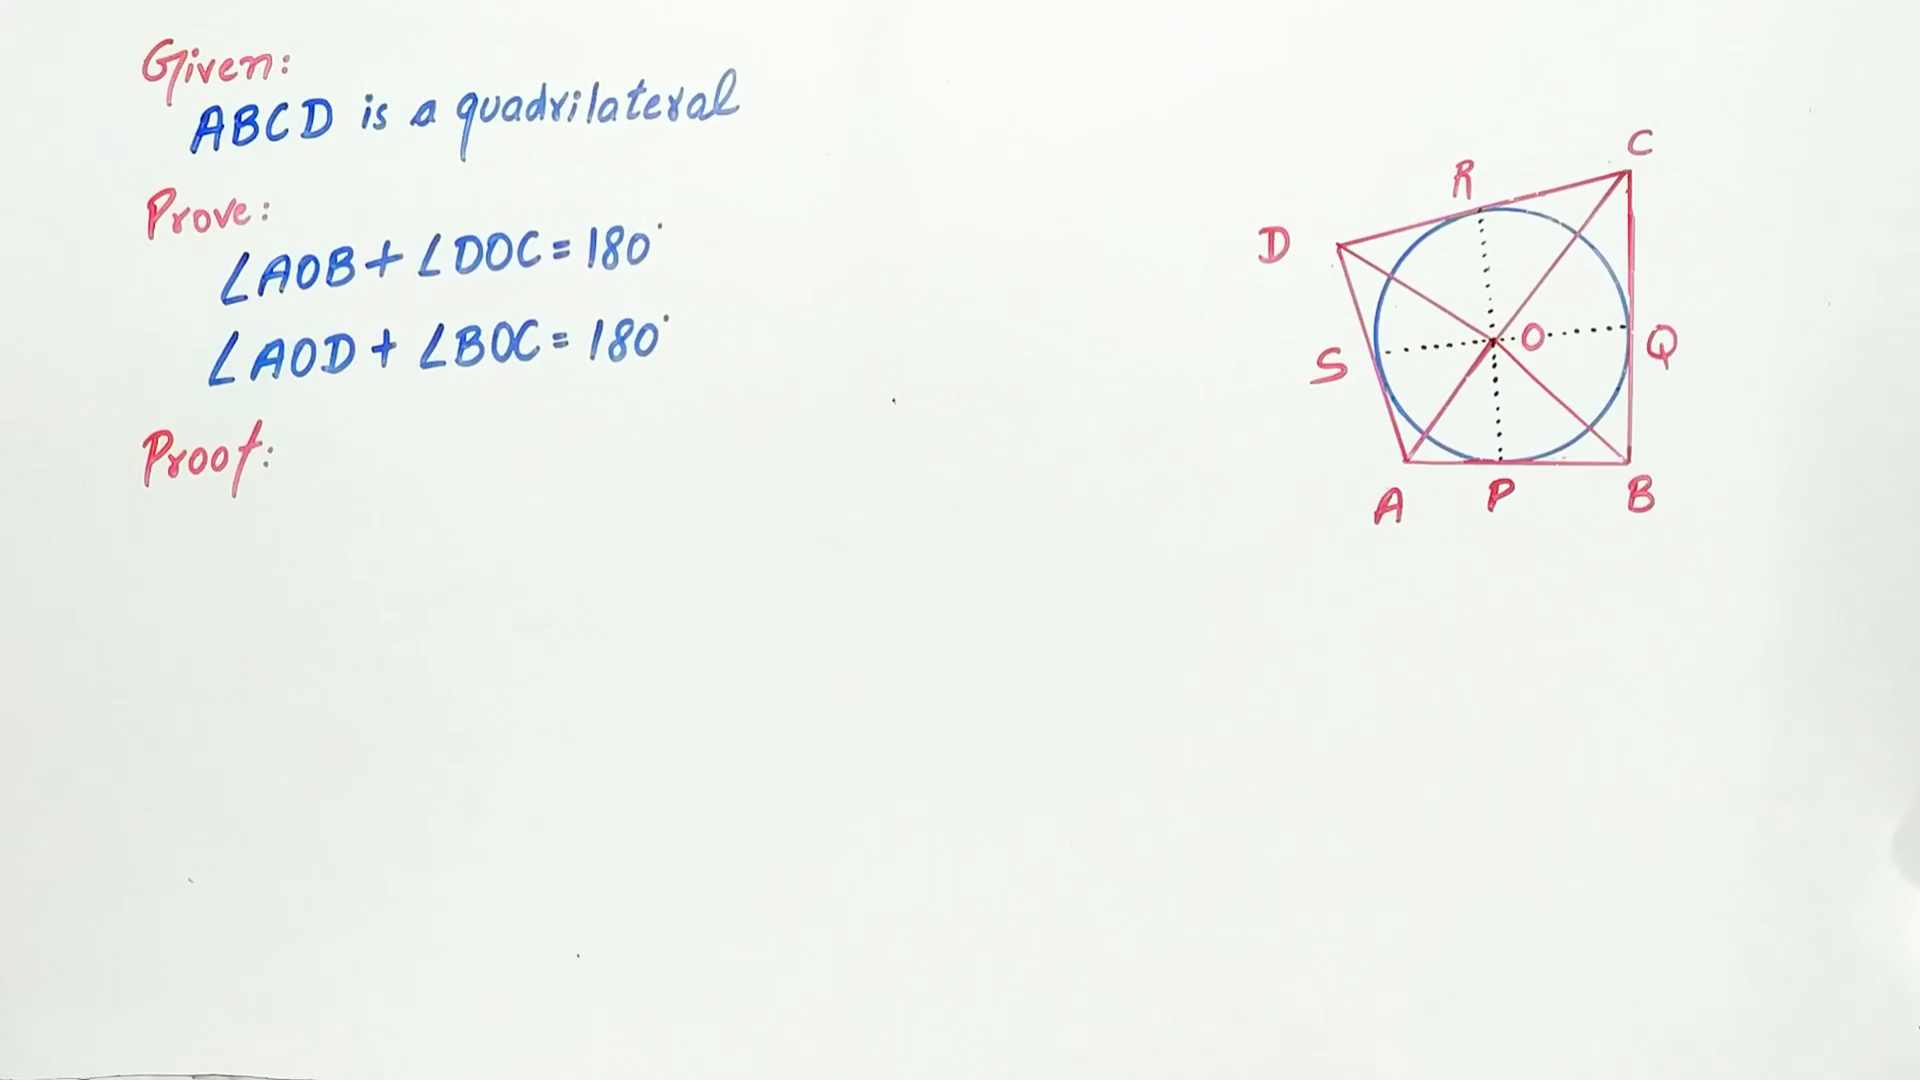 Given:
ABCD is a quadrilateral
Prove:
∠AOB + ∠DOC = 180°
∠AOD + ∠BOC = 180°
Proof:
C
R
D
O
Q
S
A
P
B